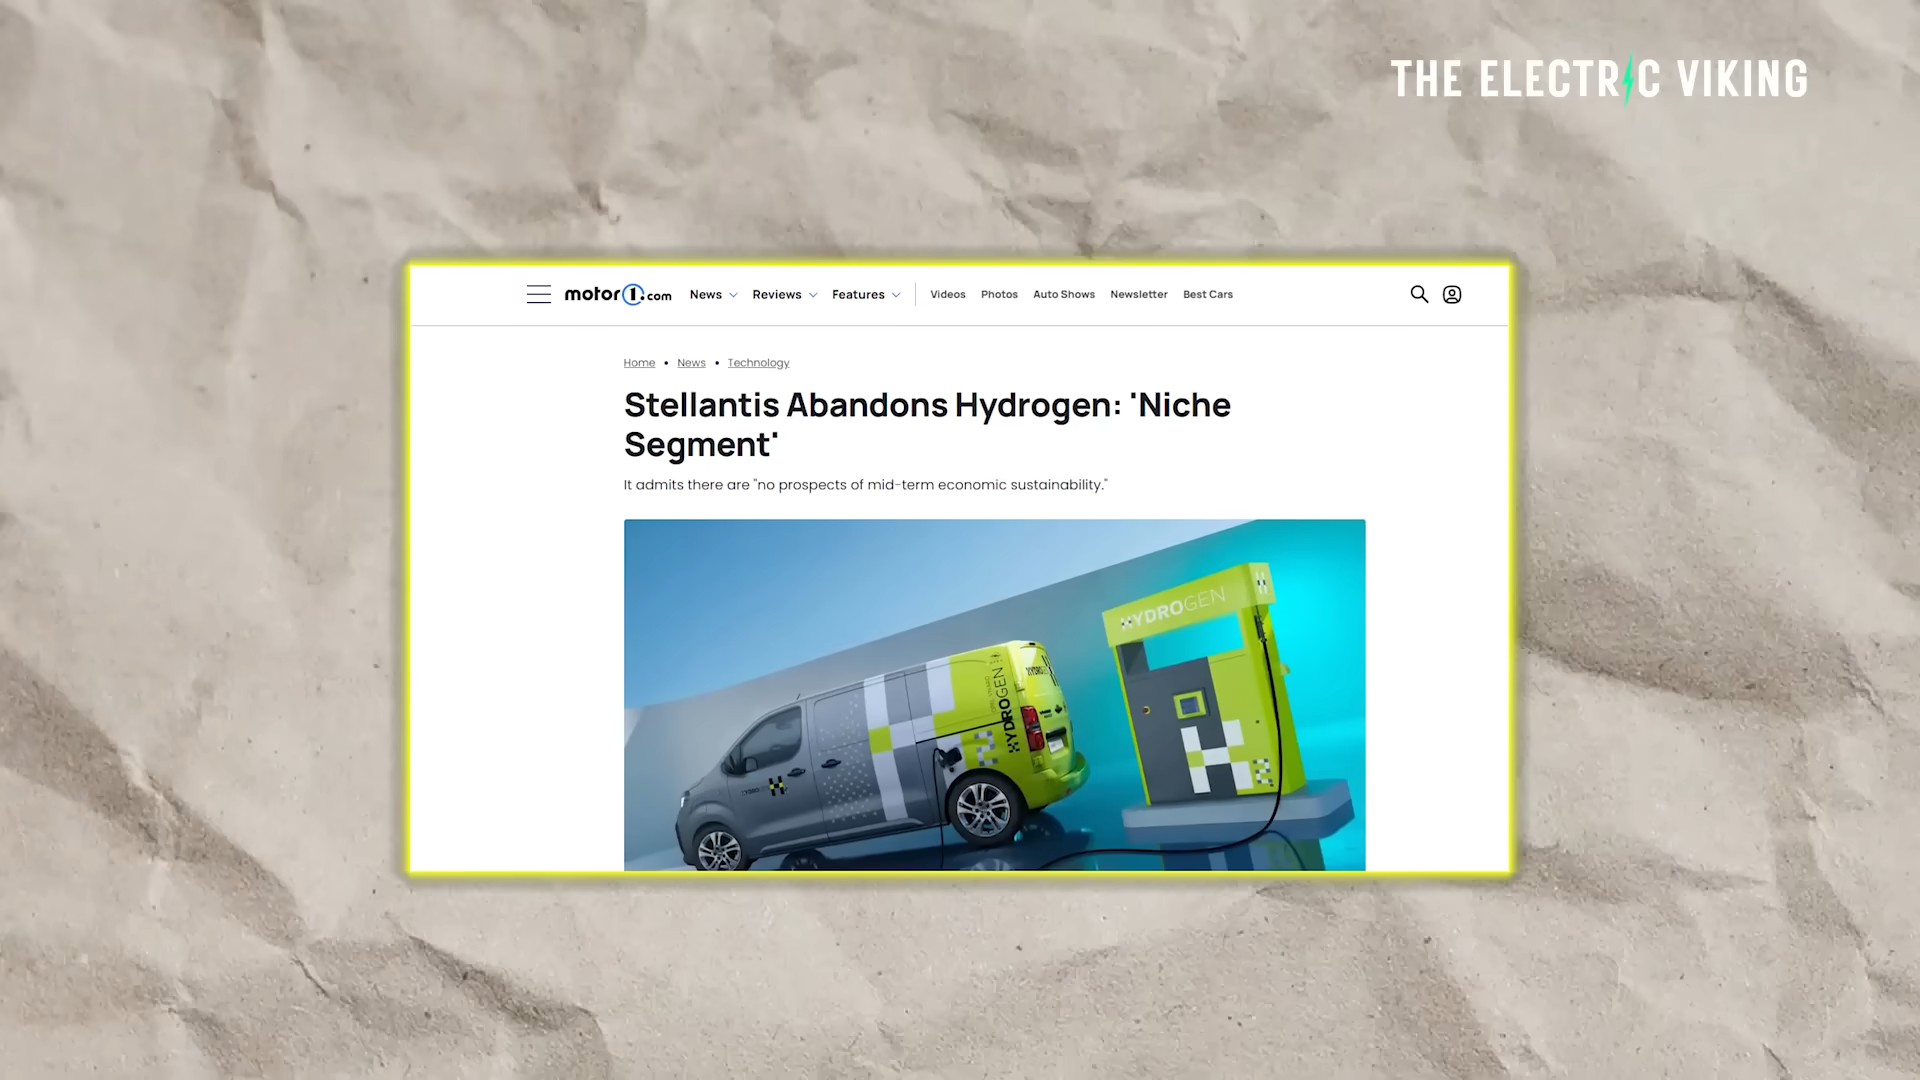 THE ELECTRIC VIKING
motor1.com News Reviews Features Videos Photos Auto Shows Newsletter Best Cars
Home • News • Technology
Stellantis Abandons Hydrogen: 'Niche
Segment'
It admits there are "no prospects of mid-term economic sustainability."
HYDROGEN
HYDROGEN